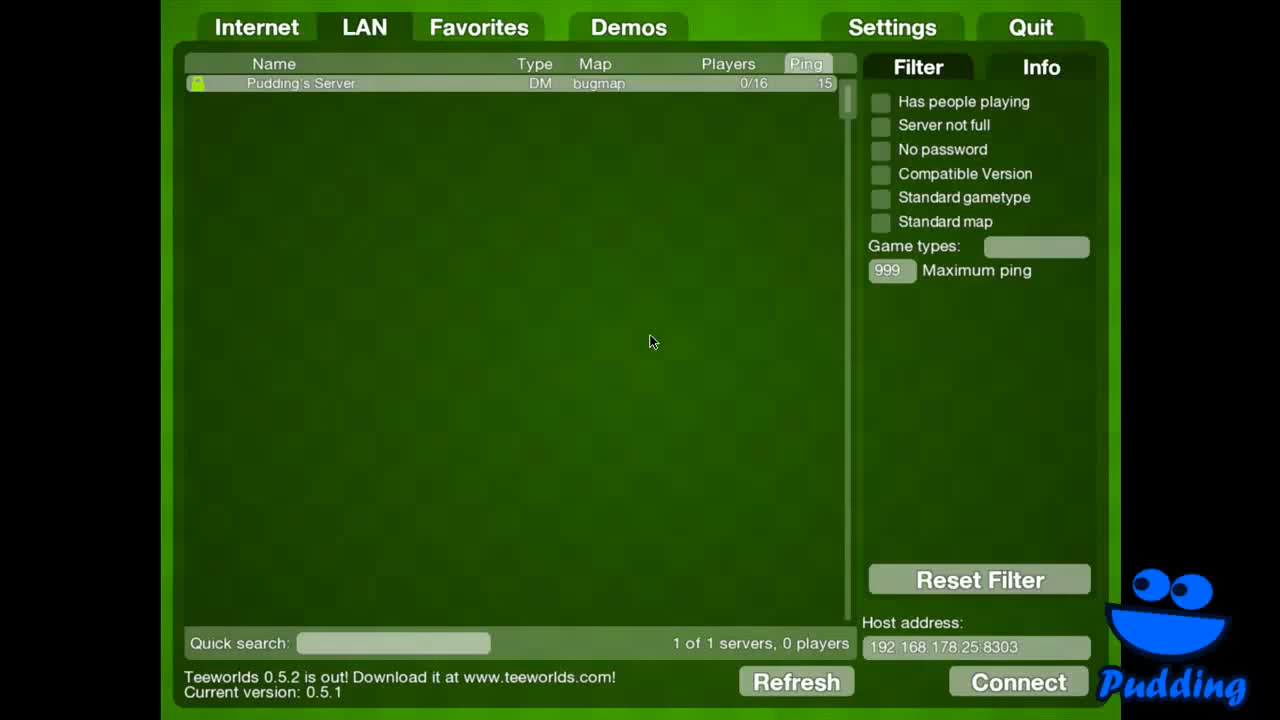 Internet LAN Favorites Demos Settings Quit
Name Type Map Players Ping
Pudding's Server DM bugmap 0/16 15
Filter Info
Has people playing
Server not full
No password
Compatible Version
Standard gametype
Standard map
Game types:
999 Maximum ping
Reset Filter
Host address:
192.168.178.25:8303
Quick search: 1 of 1 servers, 0 players
Teeworlds 0.5.2 is out! Download it at www.teeworlds.com!
Current version: 0.5.1
Refresh Connect
Pudding